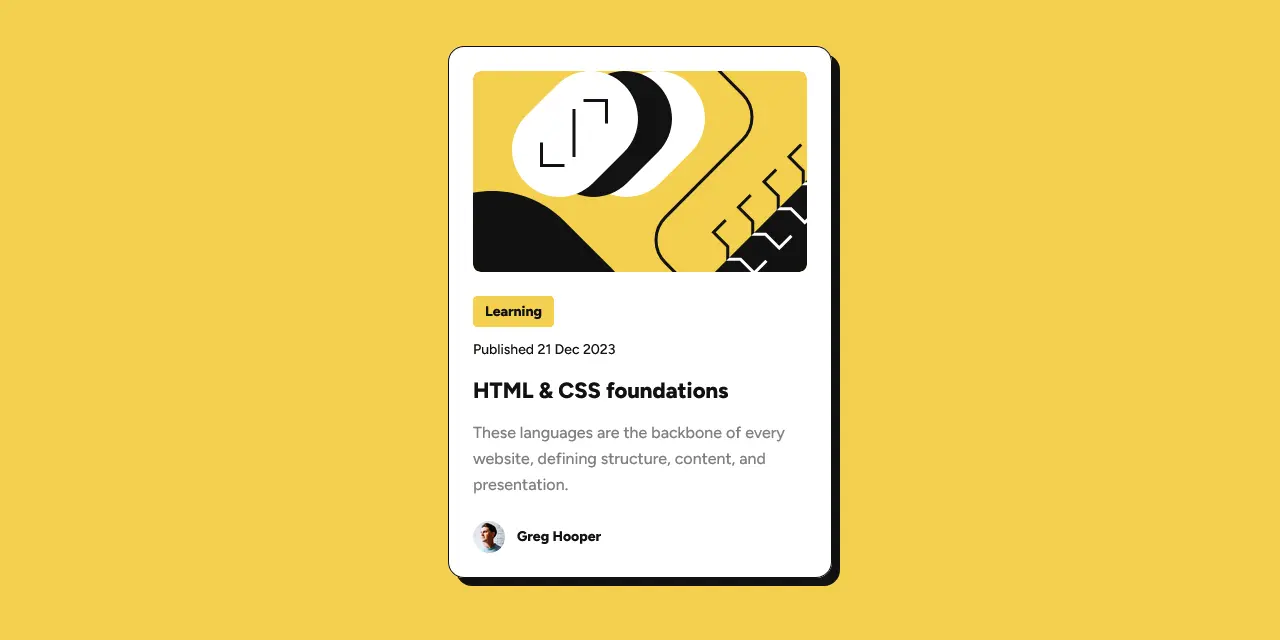 Learning
Published 21 Dec 2023
HTML & CSS foundations
These languages are the backbone of every
website, defining structure, content, and
presentation.
Greg Hooper